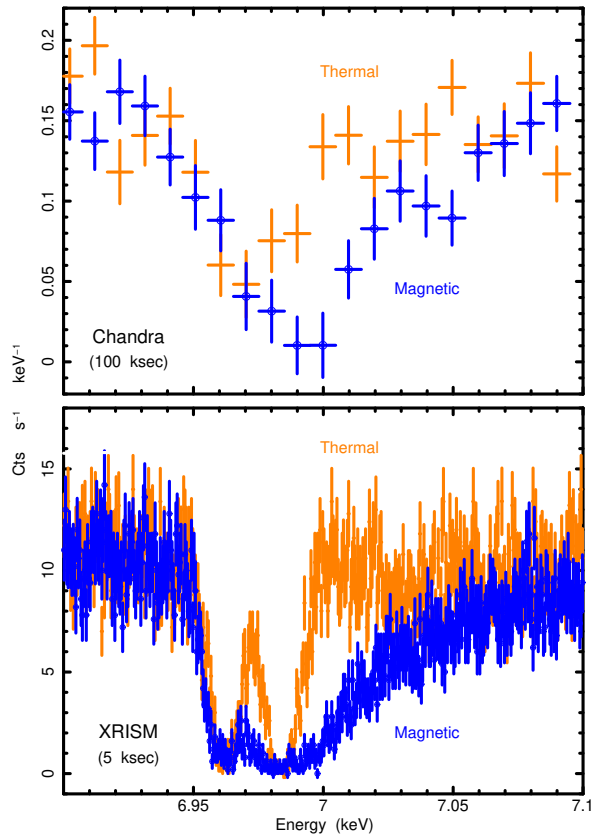 0.2
Thermal
0.15
0.1
0.05
Magnetic
Chandra
(100 ksec)
0
keV⁻¹
Cts s⁻¹
Thermal
15
10
5
XRISM
(5 ksec)
Magnetic
0
6.95 7 7.05 7.1
Energy (keV)